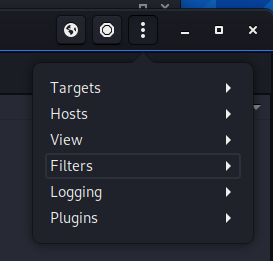 Targets
Hosts
View
Filters
Logging
Plugins